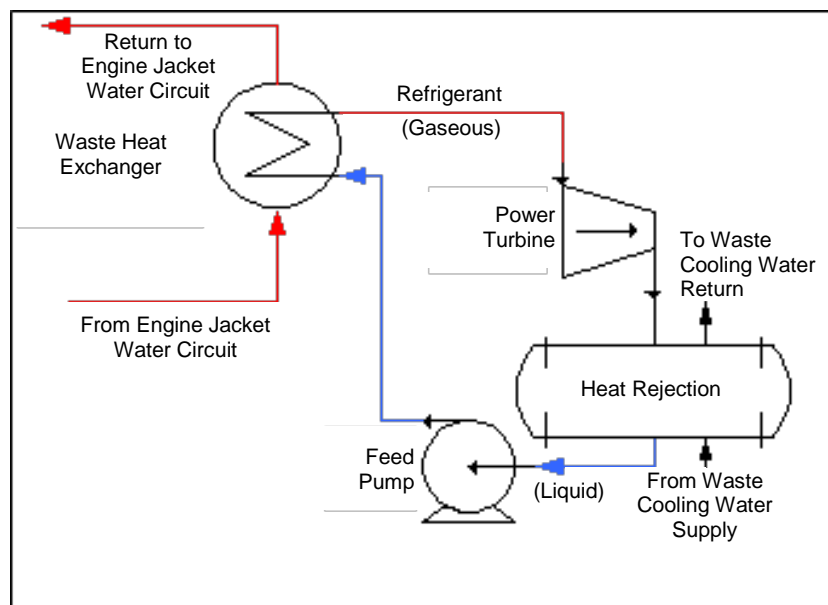 Return to
Engine Jacket
Water Circuit
Refrigerant
(Gaseous)
Waste Heat
Exchanger
Power
Turbine
To Waste
Cooling Water
Return
From Engine Jacket
Water Circuit
Heat Rejection
Feed
Pump
(Liquid)
From Waste
Cooling Water
Supply